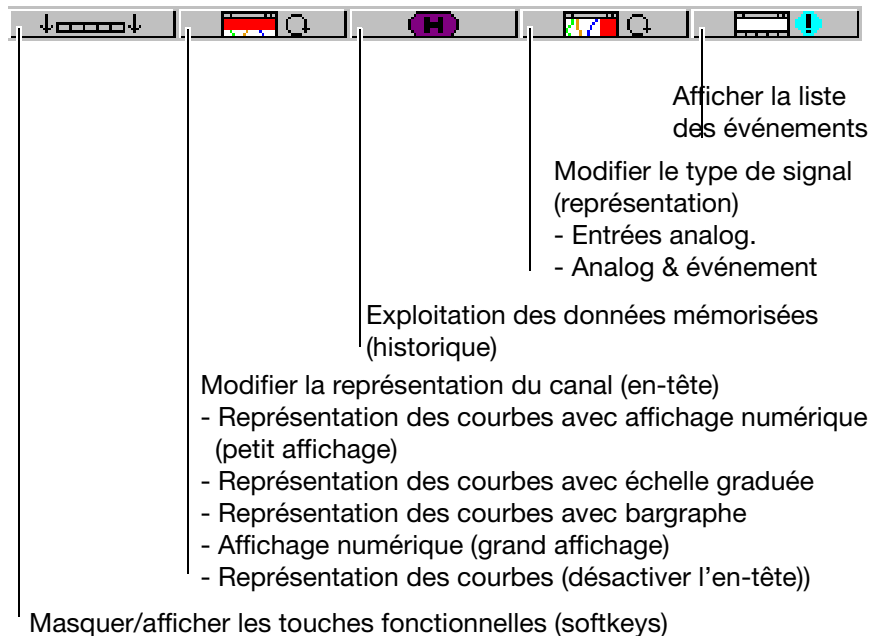 H
!
Afficher la liste
des événements
Modifier le type de signal
(représentation)
- Entrées analog.
- Analog & événement
Exploitation des données mémorisées
(historique)
Modifier la représentation du canal (en-tête)
- Représentation des courbes avec affichage numérique
(petit affichage)
- Représentation des courbes avec échelle graduée
- Représentation des courbes avec bargraphe
- Affichage numérique (grand affichage)
- Représentation des courbes (désactiver l'en-tête))
Masquer/afficher les touches fonctionnelles (softkeys)